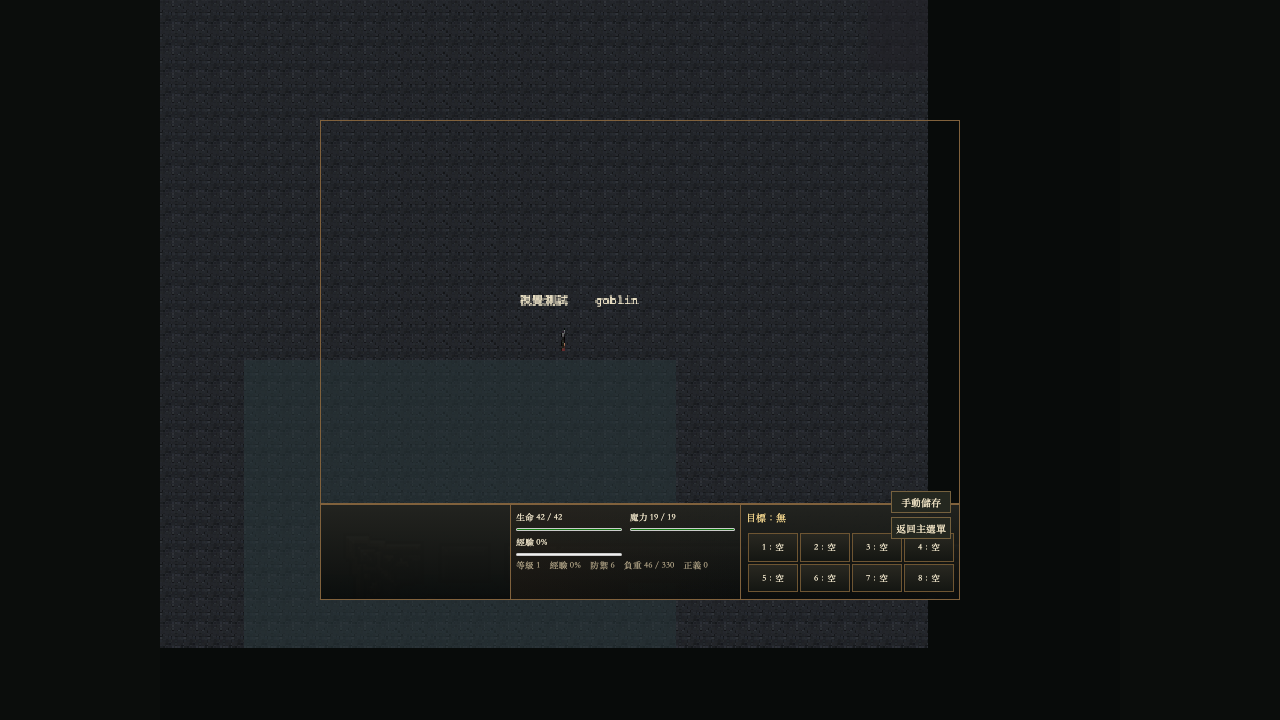 視覺測試 goblin
手動儲存
生命 42 / 42 魔力 19 / 19
目標：無
返回主選單
經驗 0%
1：空 2：空 3：空 4：空
等級 1 經驗 0% 防禦 6 負重 46 / 330 正義 0
5：空 6：空 7：空 8：空